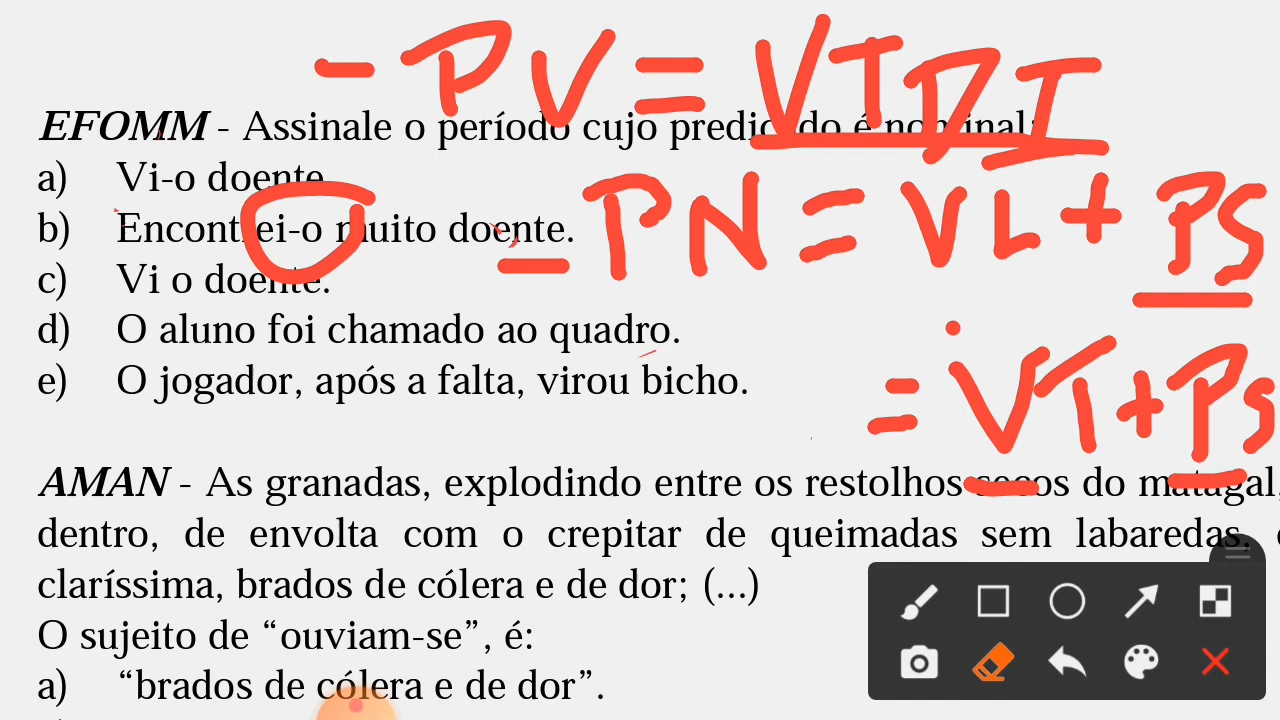 - PV = VTDI
EFOMM - Assinale o período cujo predicado é nominal:
a) Vi-o doente.
- PN = VL + PS
b) Encontrei-o muito doente.
c) Vi o doente.
d) O aluno foi chamado ao quadro.
= VT + PS
e) O jogador, após a falta, virou bicho.
AMAN - As granadas, explodindo entre os restolhos secos do matagal,
dentro, de envolta com o crepitar de queimadas sem labaredas,
claríssima, brados de cólera e de dor; (...)
O sujeito de “ouviam-se”, é:
a) “brados de cólera e de dor”.